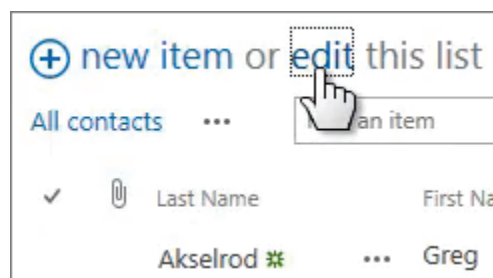 new item or edit this list
All contacts ... an item
Last Name First Na
Akselrod ... Greg